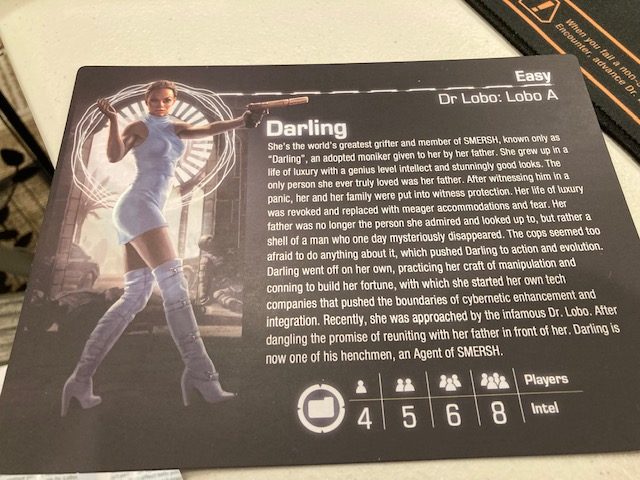 When you fail a non-
Encounter, advance Dr.
Easy
Dr Lobo: Lobo A
Darling
She's the world's greatest grifter and member of SMERSH, known only as
"Darling", an adopted moniker given to her by her father. She grew up in a
life of luxury with a genius level intellect and stunningly good looks. The
only person she ever truly loved was her father. After witnessing him in a
panic, her and her family were put into witness protection. Her life of luxury
was revoked and replaced with meager accommodations and fear. Her
father was no longer the person she admired and looked up to, but rather a
shell of a man who one day mysteriously disappeared. The cops seemed too
afraid to do anything about it, which pushed Darling to action and evolution.
Darling went off on her own, practicing her craft of manipulation and
conning to build her fortune, with which she started her own tech
companies that pushed the boundaries of cybernetic enhancement and
integration. Recently, she was approached by the infamous Dr. Lobo. After
dangling the promise of reuniting with her father in front of her. Darling is
now one of his henchmen, an Agent of SMERSH.
Players
4 5 6 8 Intel